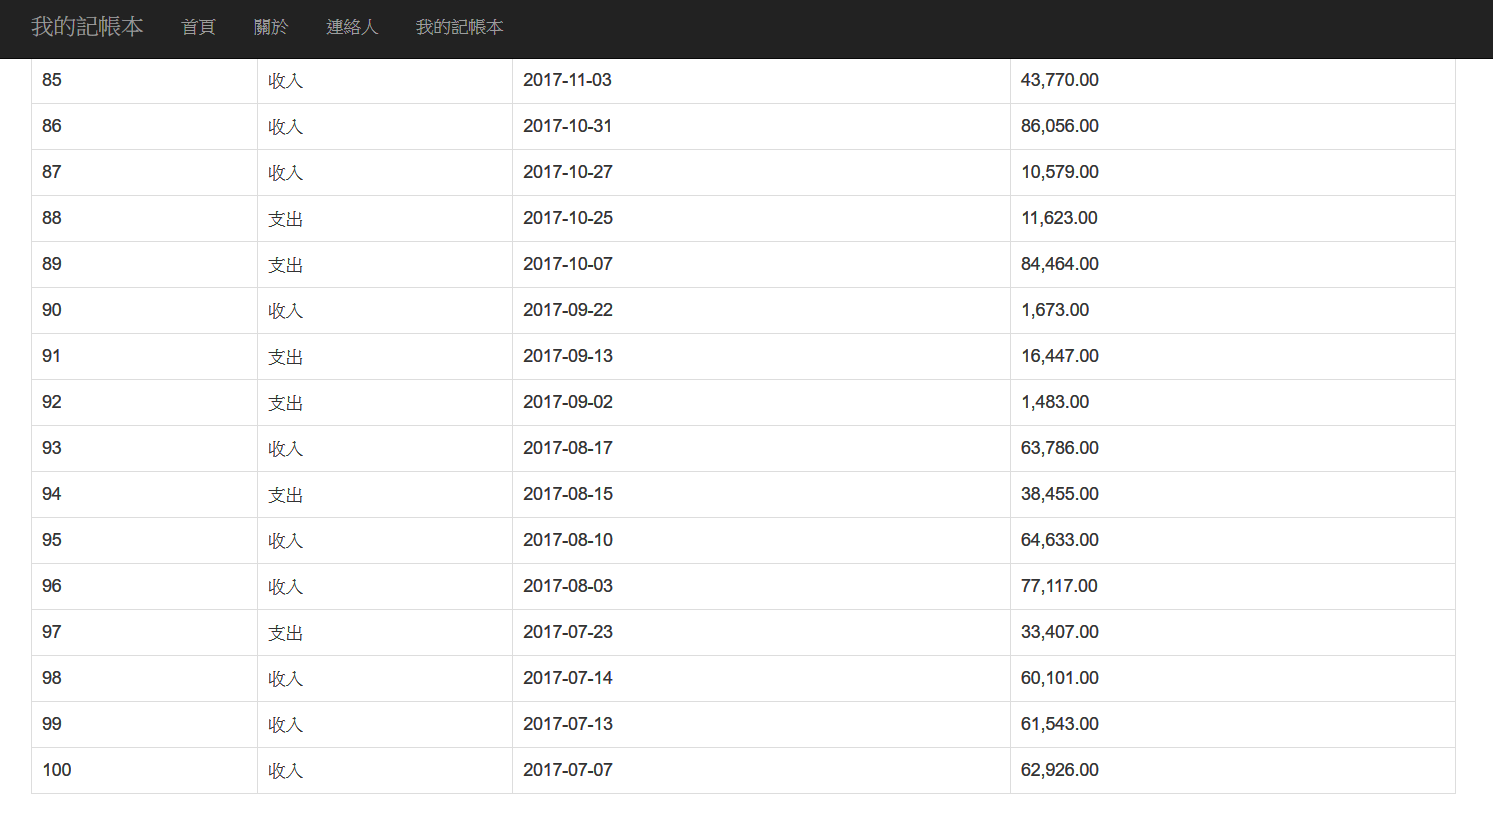 我的記帳本 首頁 關於 連絡人 我的記帳本
85 收入 2017-11-03 43,770.00
86 收入 2017-10-31 86,056.00
87 收入 2017-10-27 10,579.00
88 支出 2017-10-25 11,623.00
89 支出 2017-10-07 84,464.00
90 收入 2017-09-22 1,673.00
91 支出 2017-09-13 16,447.00
92 支出 2017-09-02 1,483.00
93 收入 2017-08-17 63,786.00
94 支出 2017-08-15 38,455.00
95 收入 2017-08-10 64,633.00
96 收入 2017-08-03 77,117.00
97 支出 2017-07-23 33,407.00
98 收入 2017-07-14 60,101.00
99 收入 2017-07-13 61,543.00
100 收入 2017-07-07 62,926.00